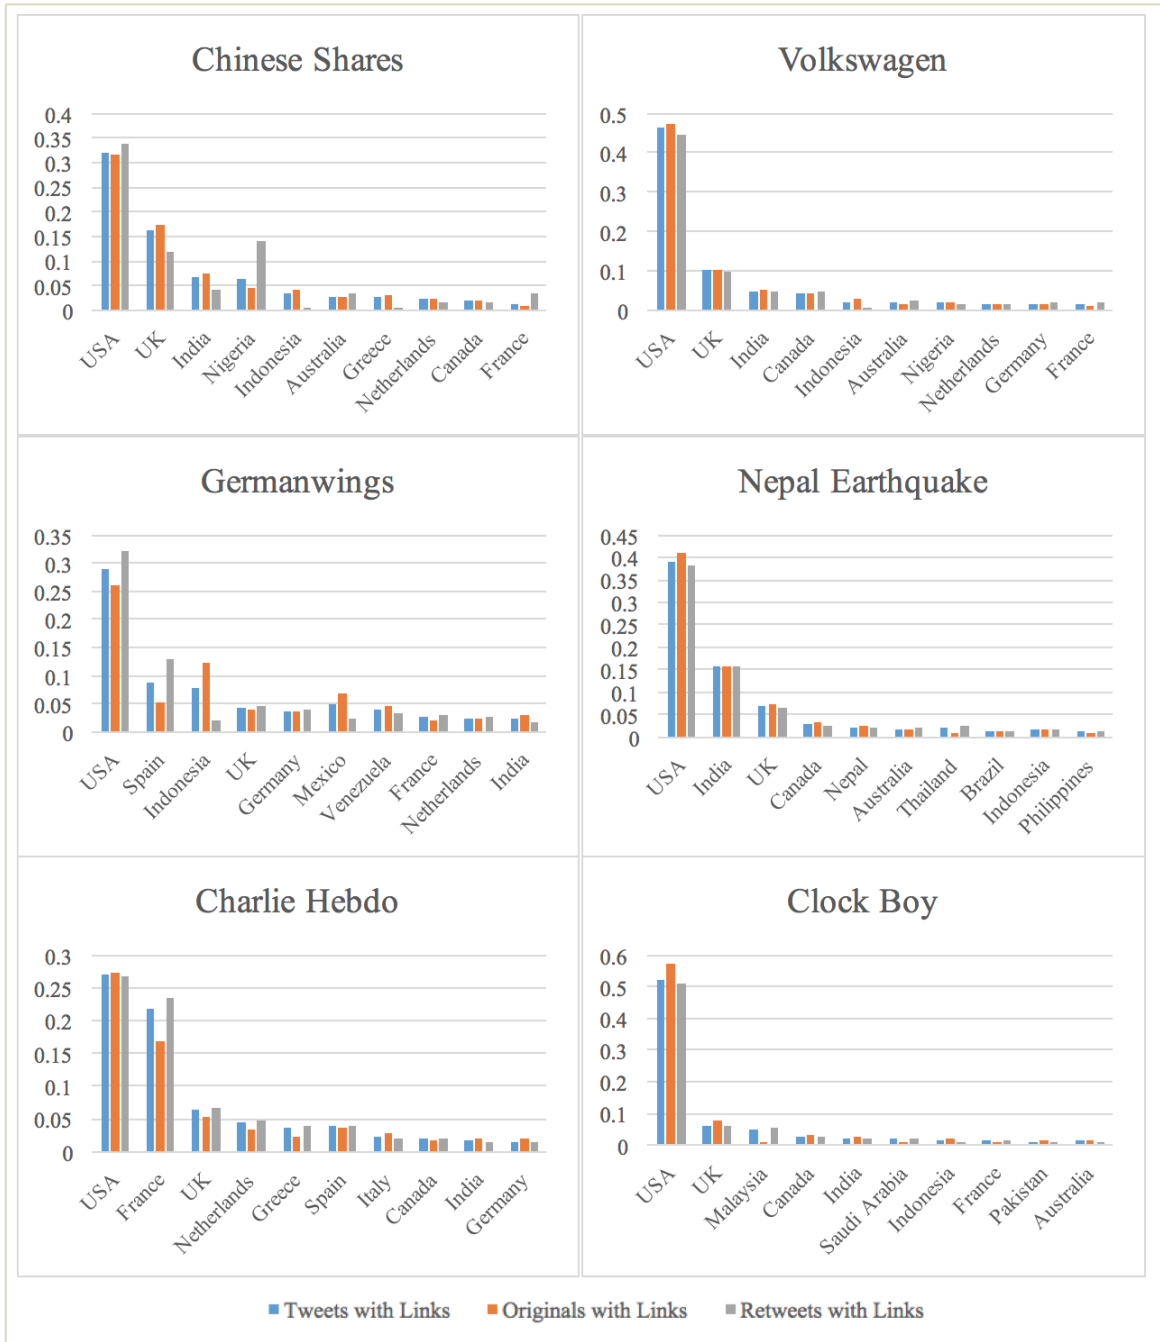 Chinese Shares
0.4
0.35
0.3
0.25
0.2
0.15
0.1
0.05
0
USA
UK
India
Nigeria
Indonesia
Australia
Greece
Netherlands
Canada
France
Volkswagen
0.5
0.4
0.3
0.2
0.1
0
USA
UK
India
Canada
Indonesia
Australia
Nigeria
Netherlands
Germany
France
Germanwings
0.35
0.3
0.25
0.2
0.15
0.1
0.05
0
USA
Spain
Indonesia
UK
Germany
Mexico
Venezuela
France
Netherlands
India
Nepal Earthquake
0.45
0.4
0.35
0.3
0.25
0.2
0.15
0.1
0.05
0
USA
India
UK
Canada
Nepal
Australia
Thailand
Brazil
Indonesia
Philippines
Charlie Hebdo
0.3
0.25
0.2
0.15
0.1
0.05
0
USA
France
UK
Netherlands
Greece
Spain
Italy
Canada
India
Germany
Clock Boy
0.6
0.5
0.4
0.3
0.2
0.1
0
USA
UK
Malaysia
Canada
India
Saudi Arabia
Indonesia
France
Pakistan
Australia
Tweets with Links
Originals with Links
Retweets with Links